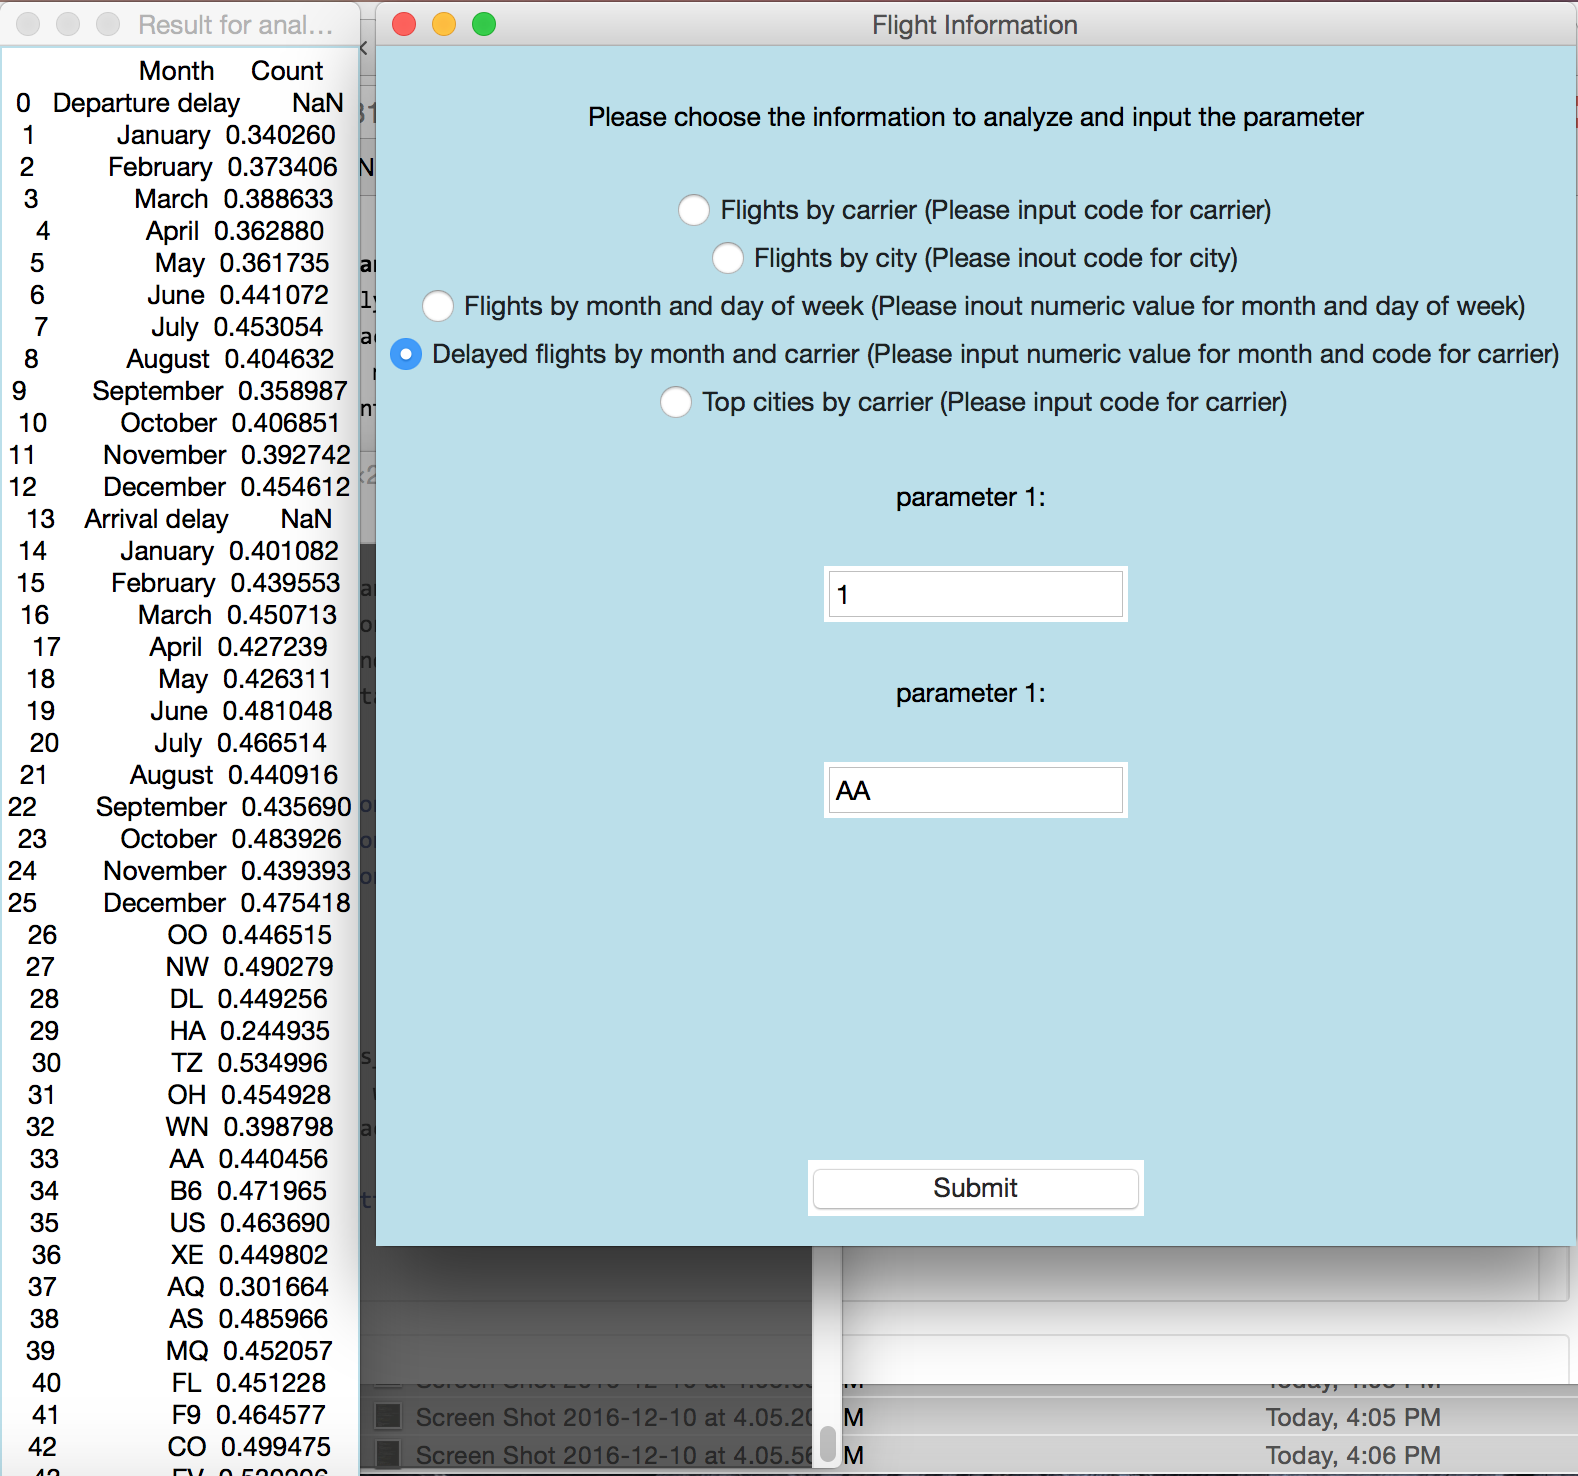 Result for anal...
Month Count
0 Departure delay NaN
1 January 0.340260
2 February 0.373406
3 March 0.388633
4 April 0.362880
5 May 0.361735
6 June 0.441072
7 July 0.453054
8 August 0.404632
9 September 0.358987
10 October 0.406851
11 November 0.392742
12 December 0.454612
13 Arrival delay NaN
14 January 0.401082
15 February 0.439553
16 March 0.450713
17 April 0.427239
18 May 0.426311
19 June 0.481048
20 July 0.466514
21 August 0.440916
22 September 0.435690
23 October 0.483926
24 November 0.439393
25 December 0.475418
26 OO 0.446515
27 NW 0.490279
28 DL 0.449256
29 HA 0.244935
30 TZ 0.534996
31 OH 0.454928
32 WN 0.398798
33 AA 0.440456
34 B6 0.471965
35 US 0.463690
36 XE 0.449802
37 AQ 0.301664
38 AS 0.485966
39 MQ 0.452057
40 FL 0.451228
41 F9 0.464577
42 CO 0.499475
Flight Information
Please choose the information to analyze and input the parameter
Flights by carrier (Please input code for carrier)
Flights by city (Please inout code for city)
Flights by month and day of week (Please inout numeric value for month and day of week)
Delayed flights by month and carrier (Please input numeric value for month and code for carrier)
Top cities by carrier (Please input code for carrier)
parameter 1:
1
parameter 1:
AA
Submit
Screen Shot 2016-12-10 at 4.05.20 M Today, 4:05 PM
Screen Shot 2016-12-10 at 4.05.56 M Today, 4:06 PM